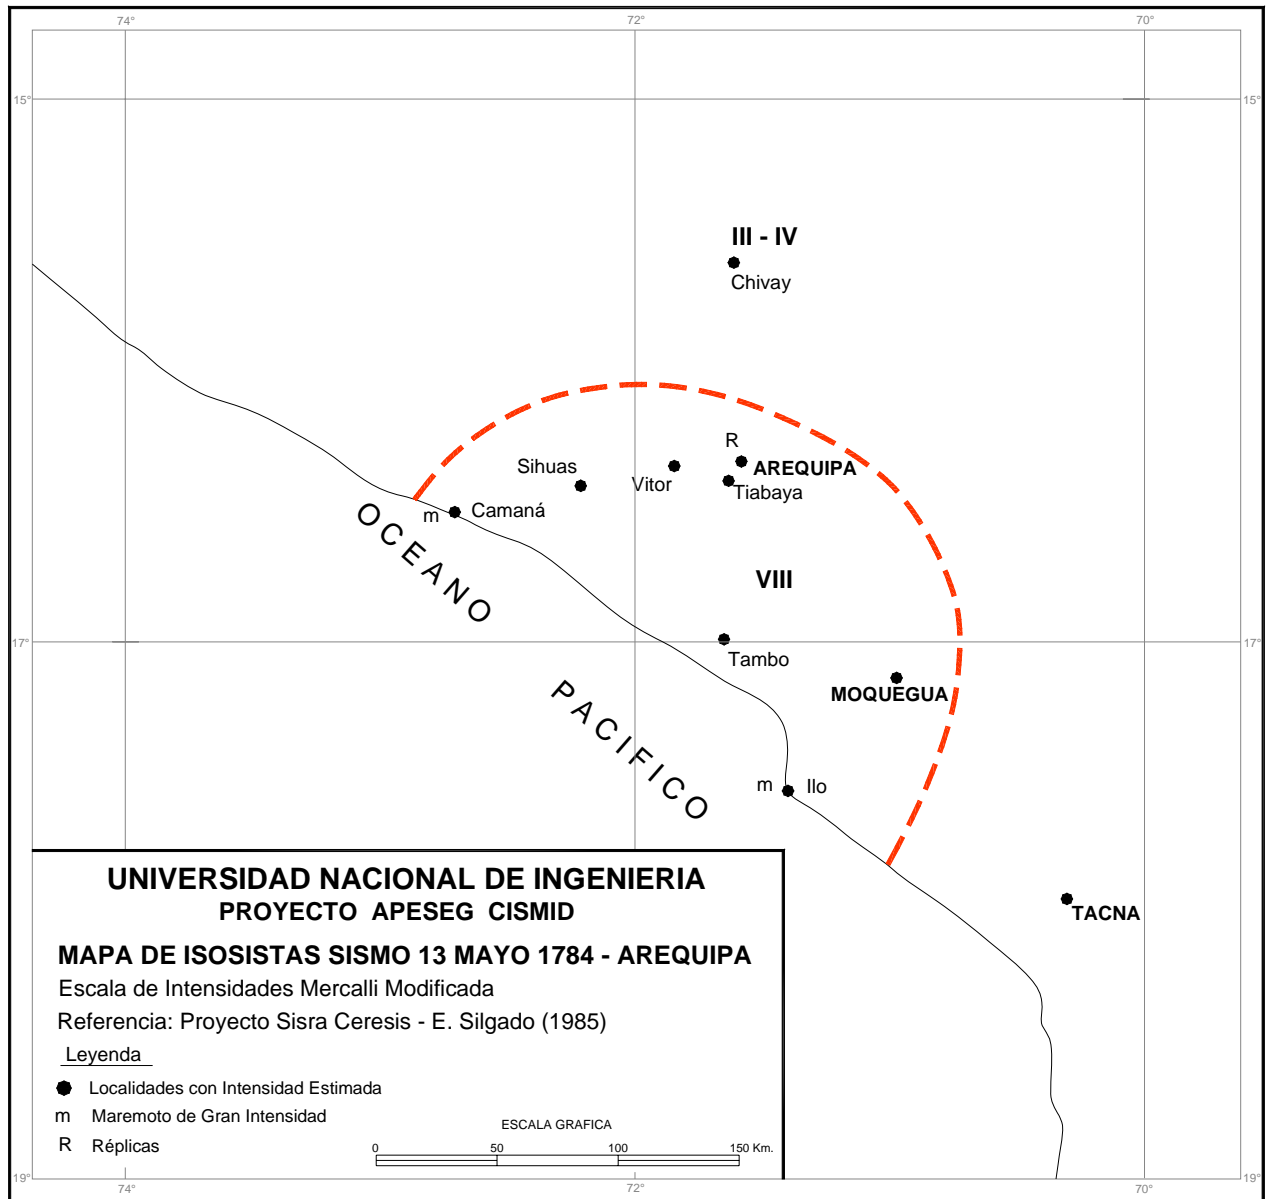 74°
72°
70°
15°
15°
III - IV
Chivay
R
AREQUIPA
Sihuas
Vitor
Tiabaya
m
Camaná
OCEANO
VIII
17°
17°
Tambo
MOQUEGUA
PACIFICO
m
Ilo
TACNA
UNIVERSIDAD NACIONAL DE INGENIERIA
PROYECTO APESEG CISMID
MAPA DE ISOSISTAS SISMO 13 MAYO 1784 - AREQUIPA
Escala de Intensidades Mercalli Modificada
Referencia: Proyecto Sisra Ceresis - E. Silgado (1985)
Leyenda
Localidades con Intensidad Estimada
m Maremoto de Gran Intensidad
R Réplicas
ESCALA GRAFICA
0 50 100 150 Km.
19°
19°
74°
72°
70°